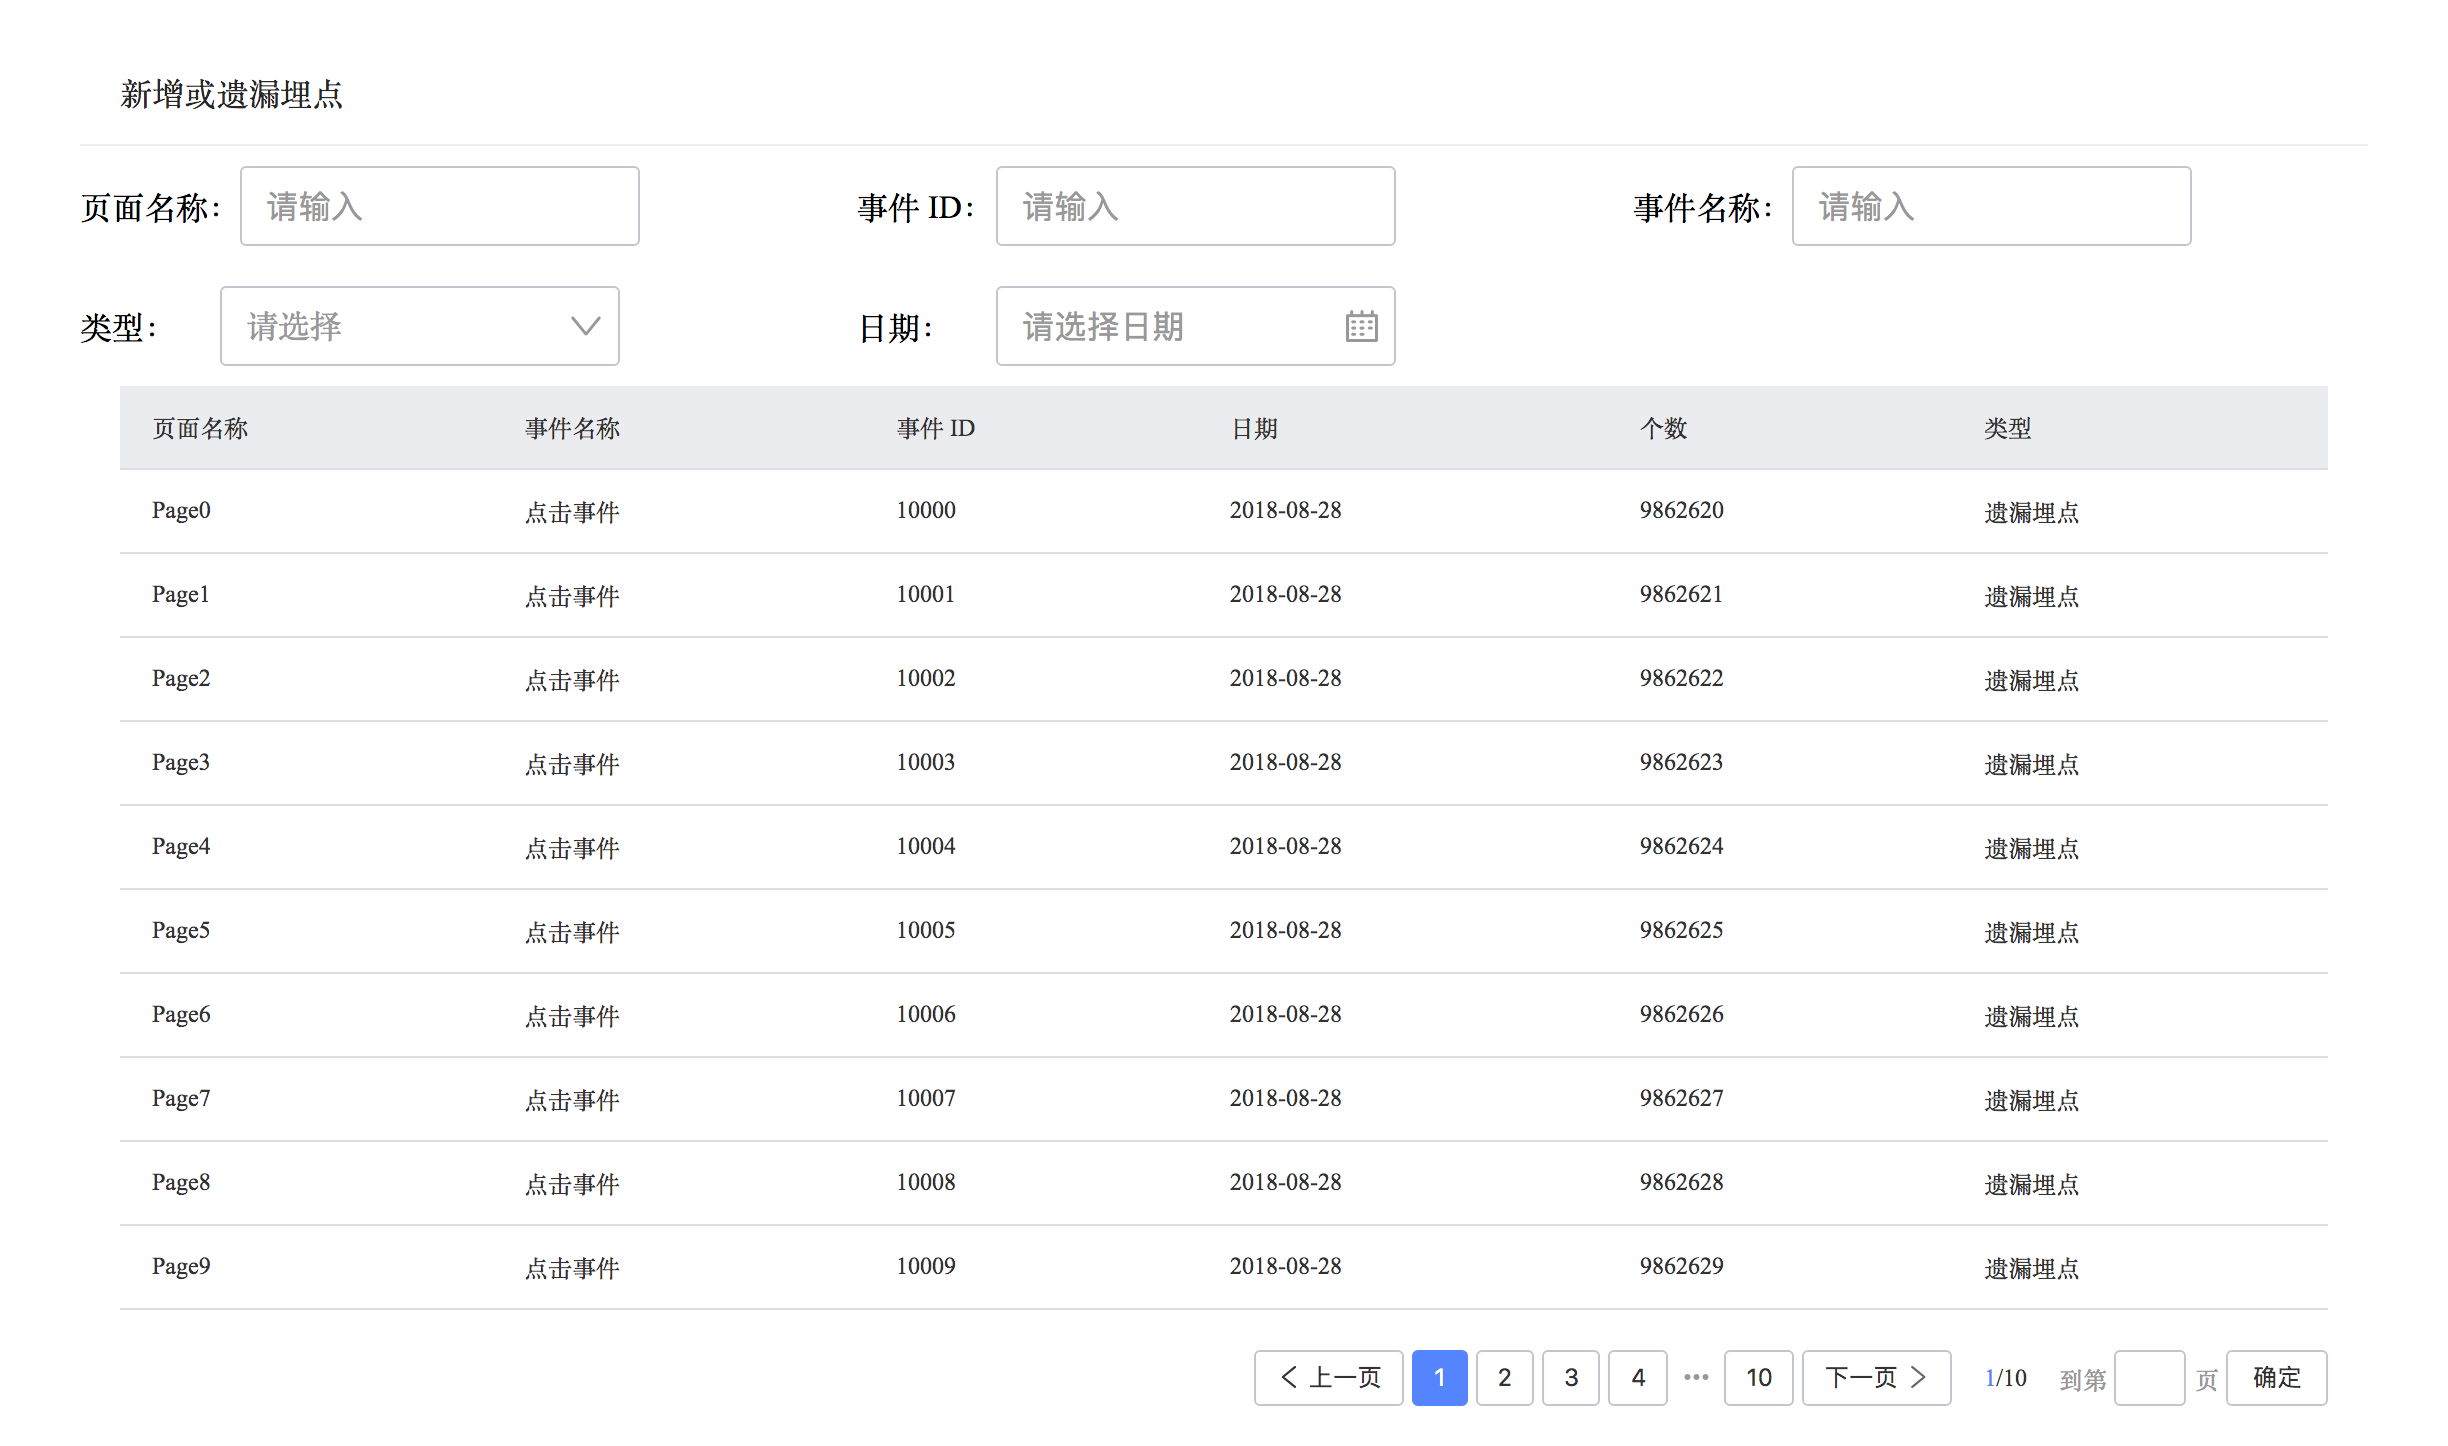 新增或遗漏埋点
页面名称： 请输入 事件 ID： 请输入 事件名称： 请输入
类型： 请选择 日期： 请选择日期
页面名称 事件名称 事件 ID 日期 个数 类型
Page0 点击事件 10000 2018-08-28 9862620 遗漏埋点
Page1 点击事件 10001 2018-08-28 9862621 遗漏埋点
Page2 点击事件 10002 2018-08-28 9862622 遗漏埋点
Page3 点击事件 10003 2018-08-28 9862623 遗漏埋点
Page4 点击事件 10004 2018-08-28 9862624 遗漏埋点
Page5 点击事件 10005 2018-08-28 9862625 遗漏埋点
Page6 点击事件 10006 2018-08-28 9862626 遗漏埋点
Page7 点击事件 10007 2018-08-28 9862627 遗漏埋点
Page8 点击事件 10008 2018-08-28 9862628 遗漏埋点
Page9 点击事件 10009 2018-08-28 9862629 遗漏埋点
上一页 1 2 3 4 ••• 10 下一页 1/10 到第 页 确定